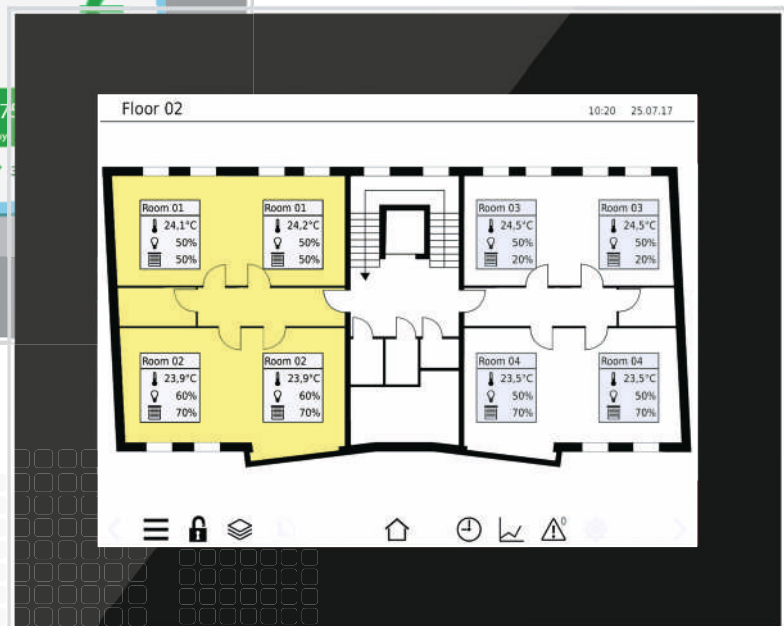 Floor 02
10:20 25.07.17
Room 01
24,1°C
50%
50%
Room 01
24,2°C
50%
50%
Room 03
24,5°C
50%
20%
Room 03
24,5°C
50%
20%
Room 02
23,9°C
60%
70%
Room 02
23,9°C
60%
70%
Room 04
23,5°C
50%
70%
Room 04
23,5°C
50%
70%
0